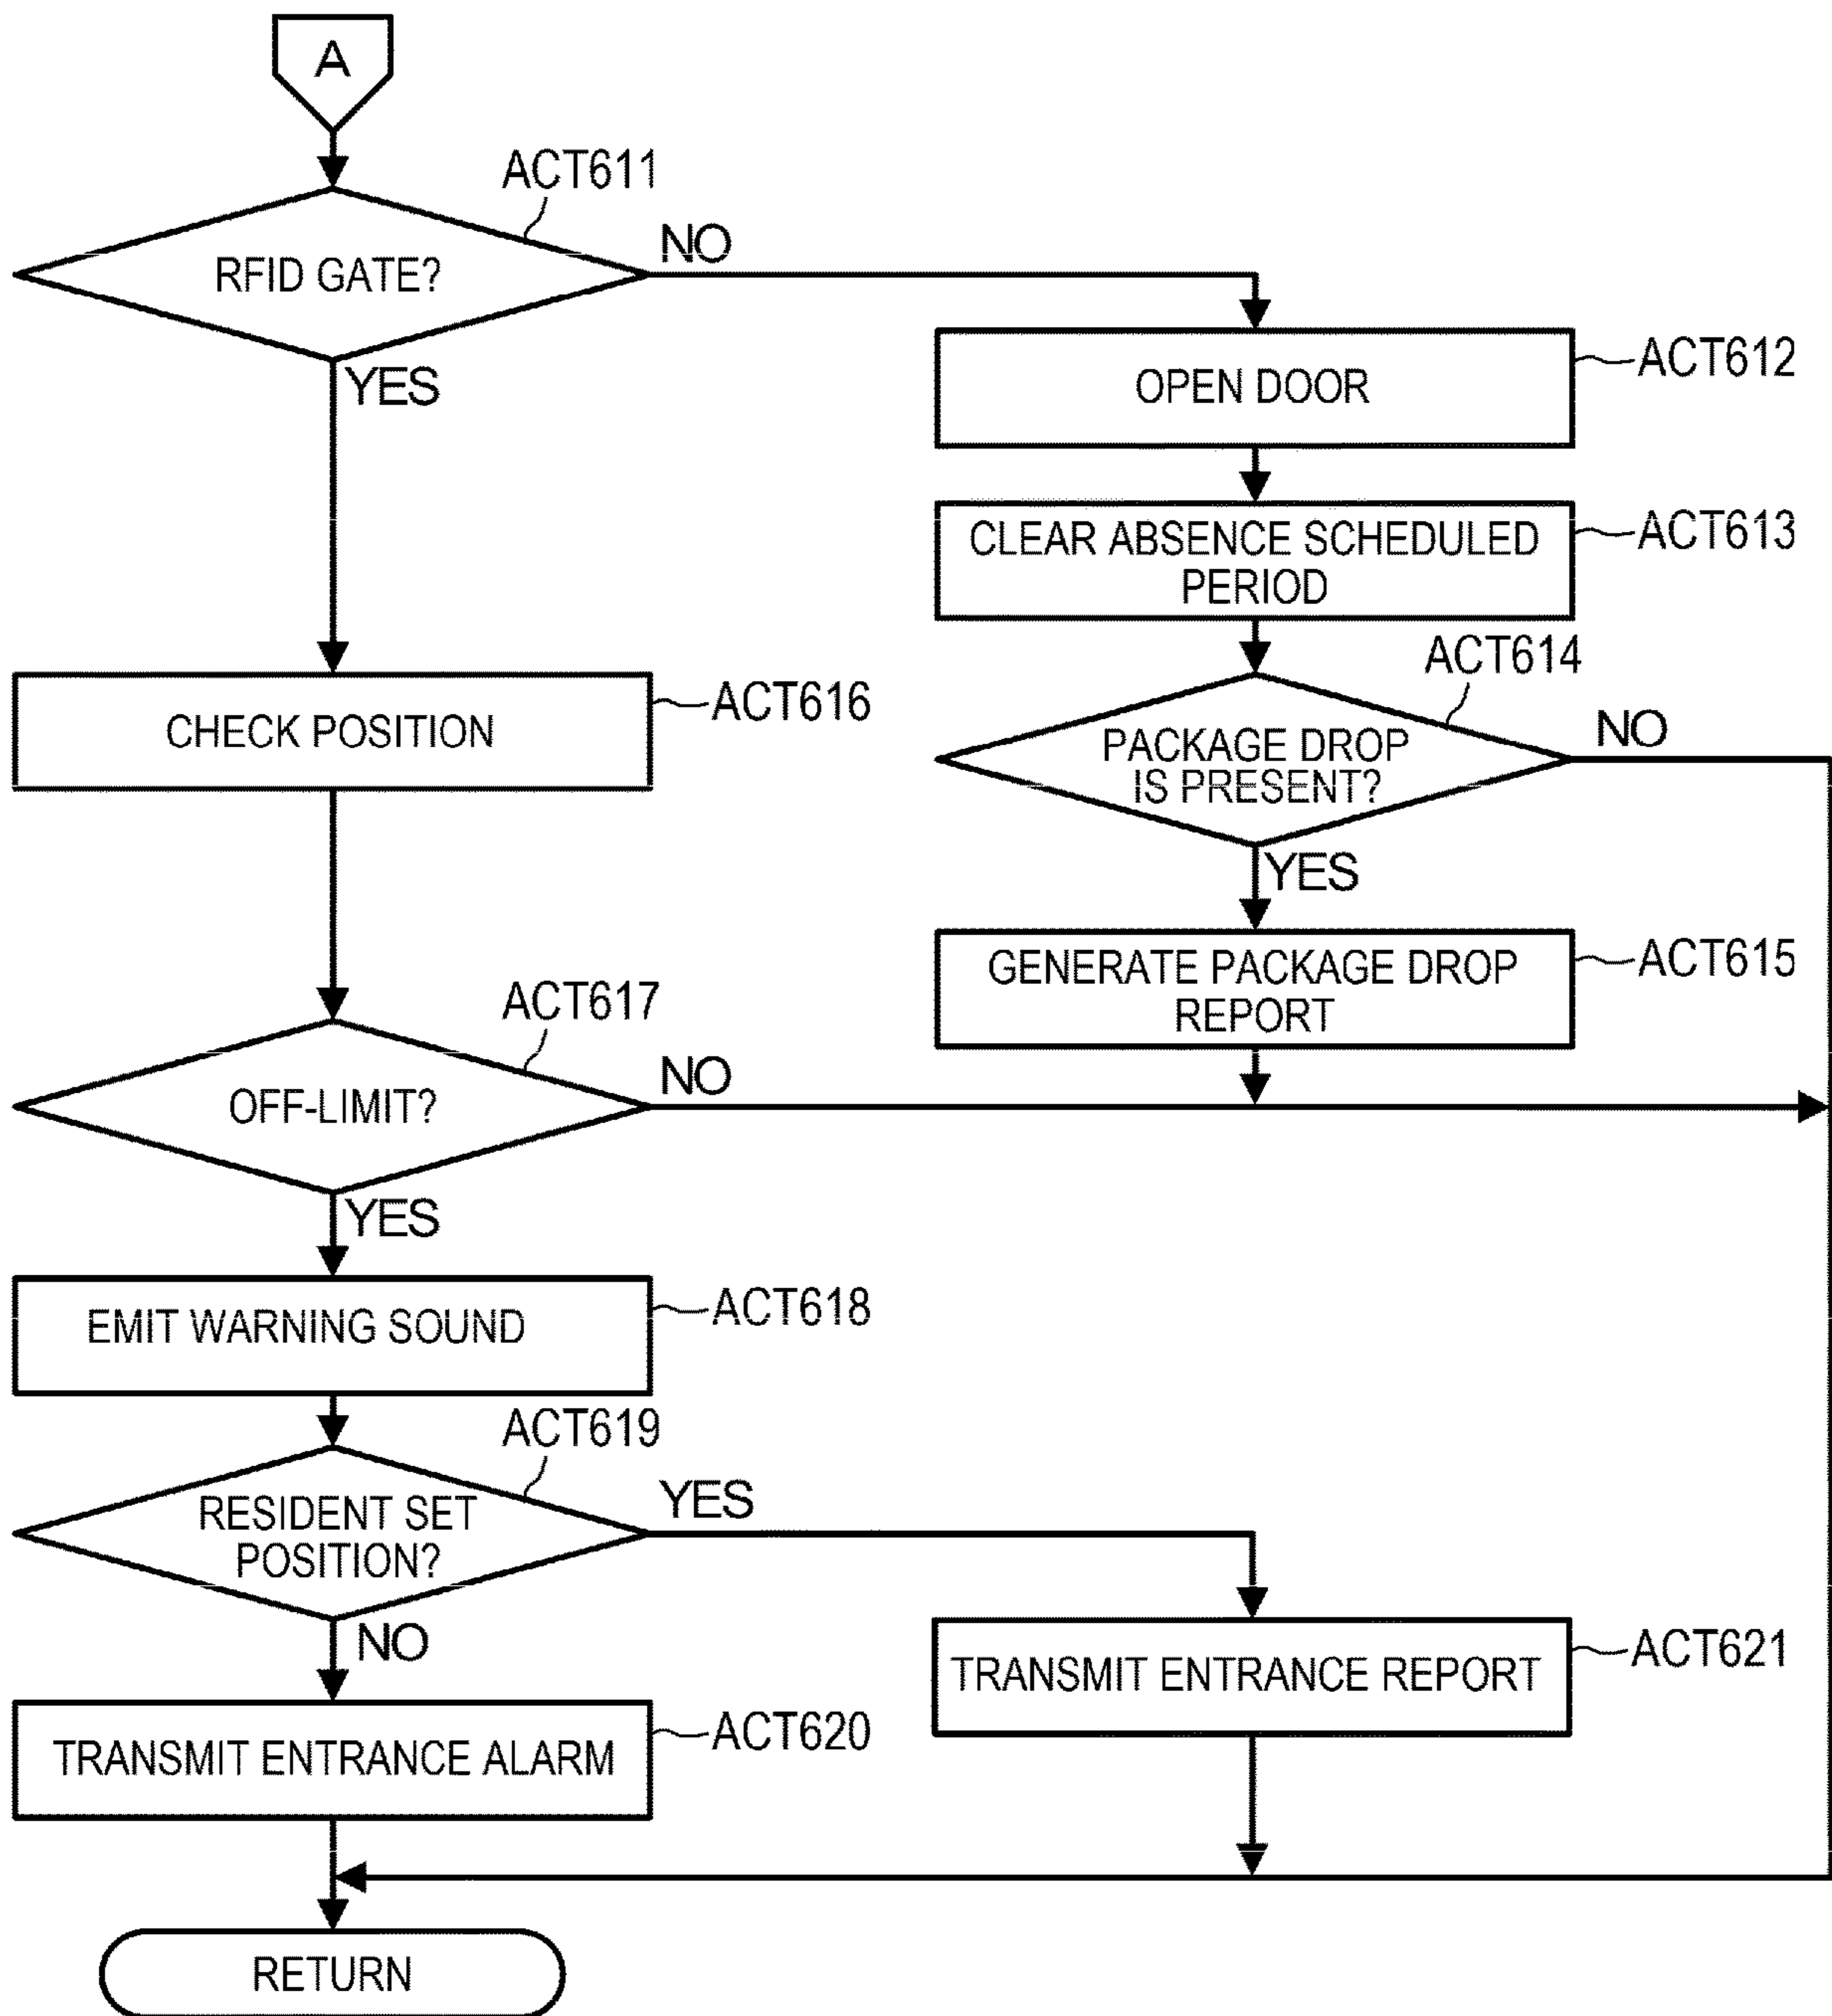 A
ACT611
RFID GATE?
NO
YES
OPEN DOOR
ACT612
CLEAR ABSENCE SCHEDULED
PERIOD
ACT613
ACT614
PACKAGE DROP
IS PRESENT?
NO
YES
GENERATE PACKAGE DROP
REPORT
ACT615
CHECK POSITION
ACT616
ACT617
OFF-LIMIT?
NO
YES
EMIT WARNING SOUND
ACT618
ACT619
RESIDENT SET
POSITION?
YES
NO
TRANSMIT ENTRANCE REPORT
ACT621
TRANSMIT ENTRANCE ALARM
ACT620
RETURN